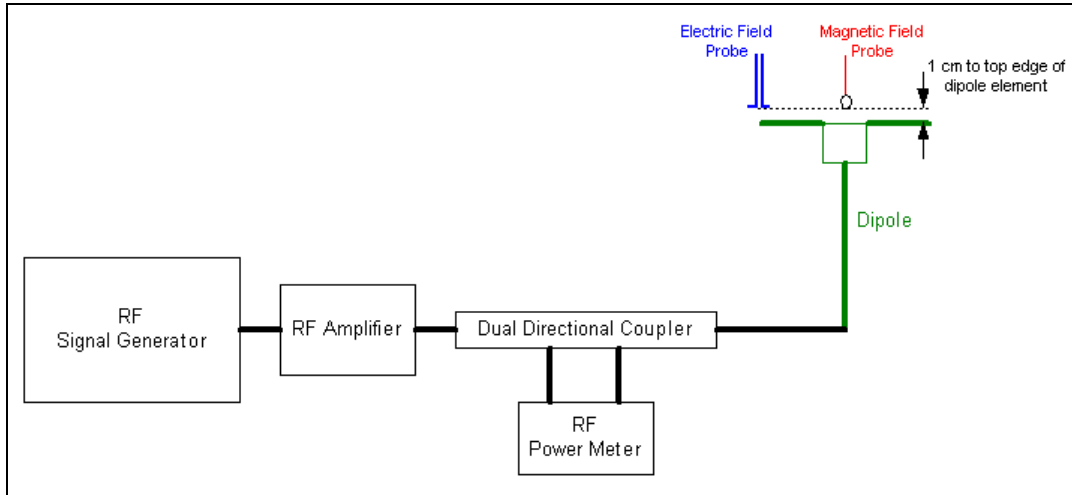 Electric Field
Probe
Magnetic Field
Probe
1 cm to top edge of
dipole element
Dipole
RF
Signal Generator
RF Amplifier
Dual Directional Coupler
RF
Power Meter